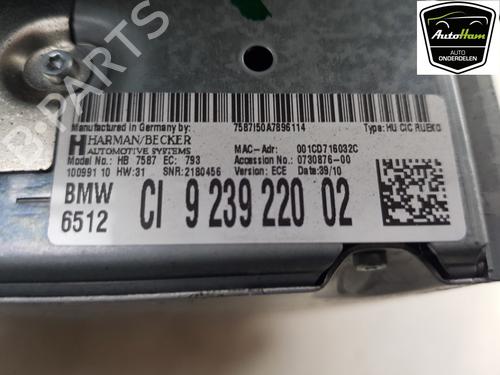 AutoHam
AUTO
ONDERDELEN
B-PARTS
Manufactured in Germany by: 7587I50A7896114 Type: HU CIC RUEKO
HARMAN/BECKER
AUTOMOTIVE SYSTEMS
MAC-Adr: 001CD716032C
Model No.: HB 7587 EC: 793 Accession No.: 0730876-00
10099110 HW:31 SNR:2180456 Version: ECE Date:39/10
BMW
6512
CI 9 239 220 02